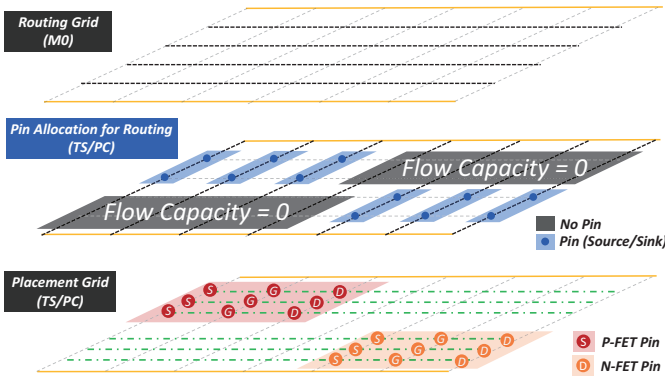 Routing Grid
(M0)
Pin Allocation for Routing
(TS/PC)
Flow Capacity = 0
Flow Capacity = 0
No Pin
Pin (Source/Sink)
Placement Grid
(TS/PC)
S G D
S G D
S G D
S G D
S G D
S G D
S P-FET Pin
D N-FET Pin